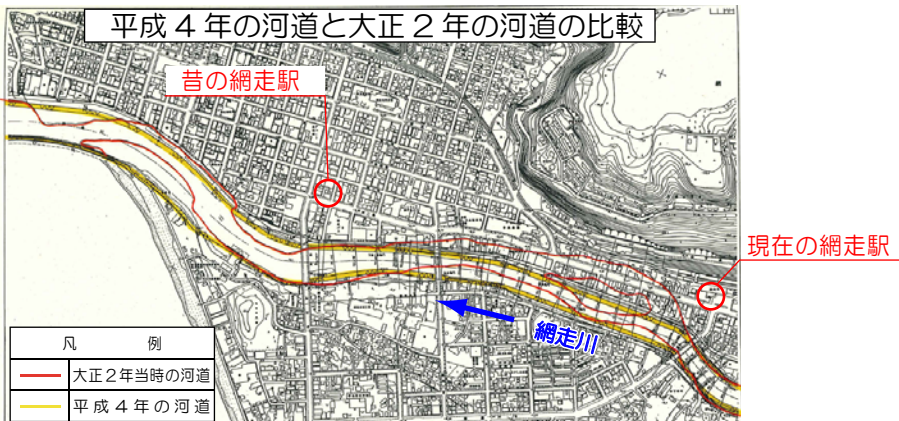 平成４年の河道と大正２年の河道の比較
昔の網走駅
現在の網走駅
網走川
凡　例
大正２年当時の河道
平成４年の河道